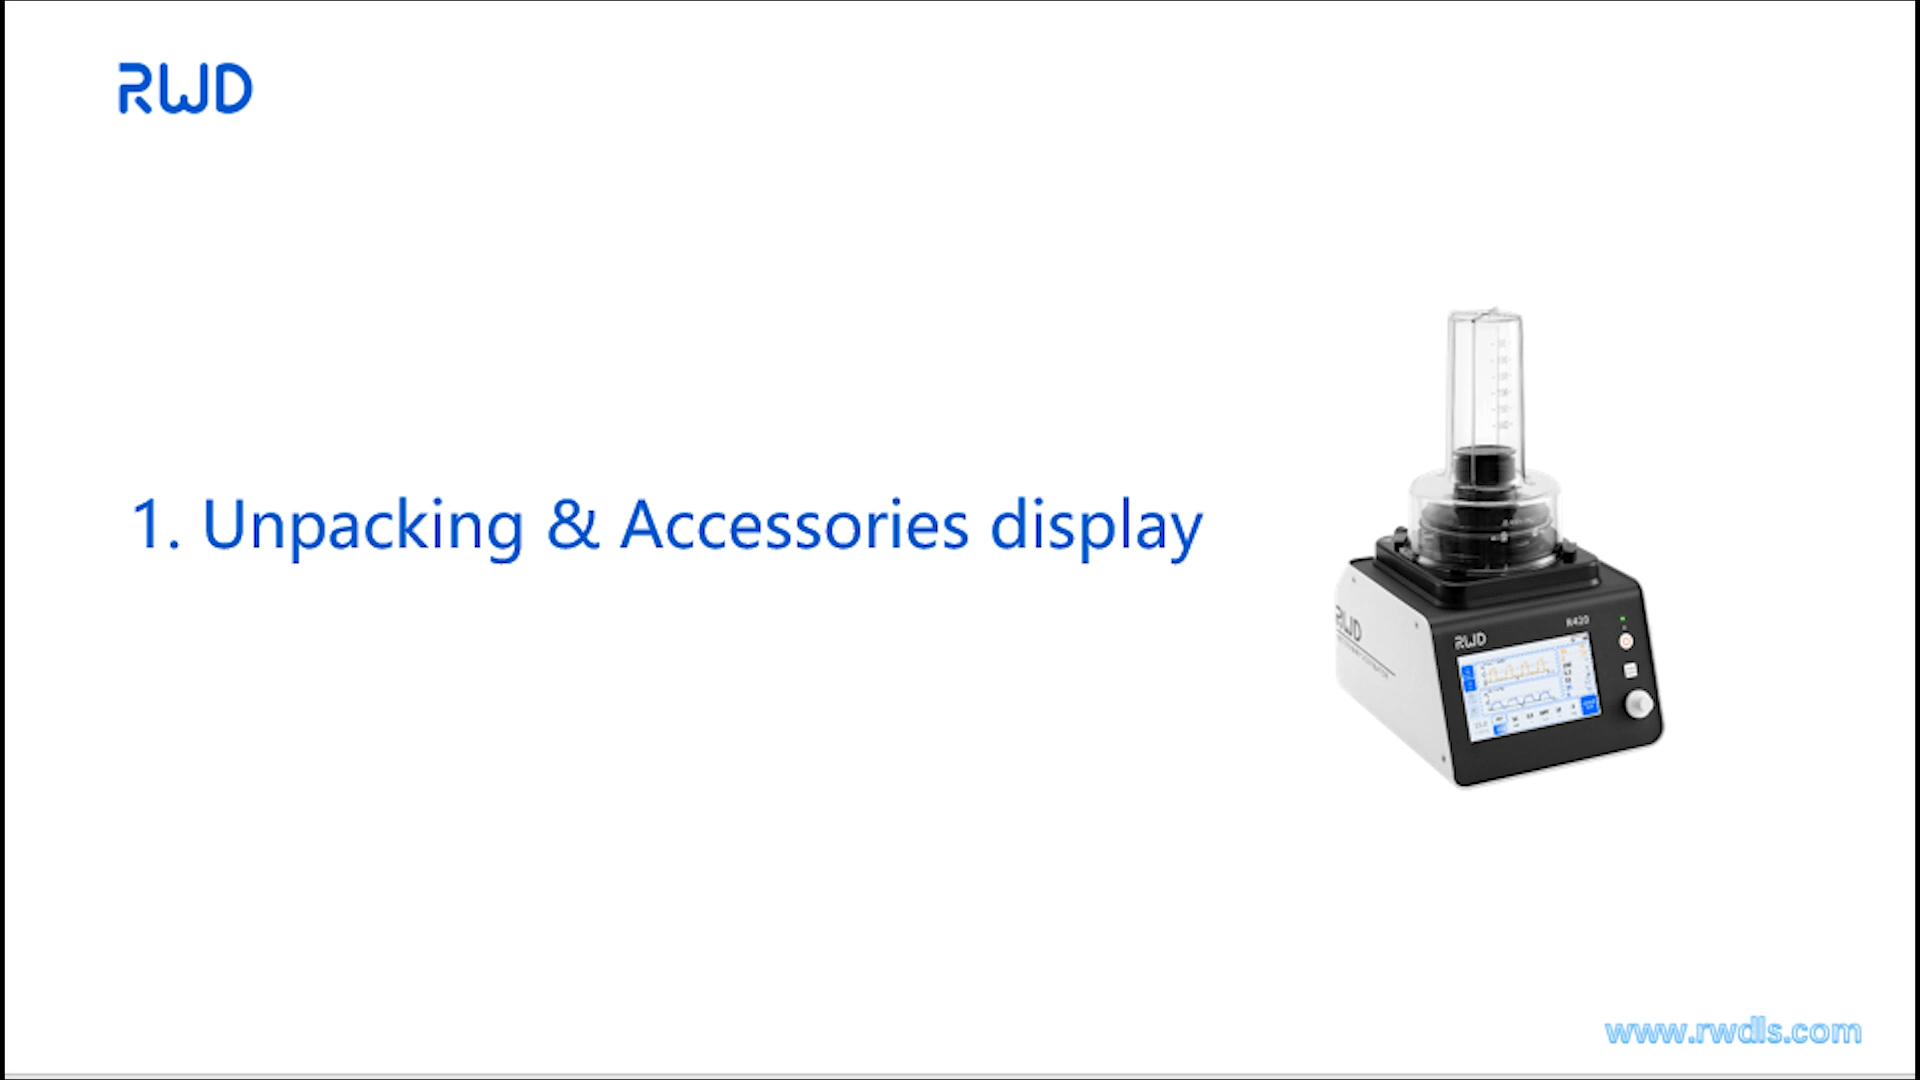 RWD
1. Unpacking & Accessories display
RWD
RWD
R420
www.rwdls.com